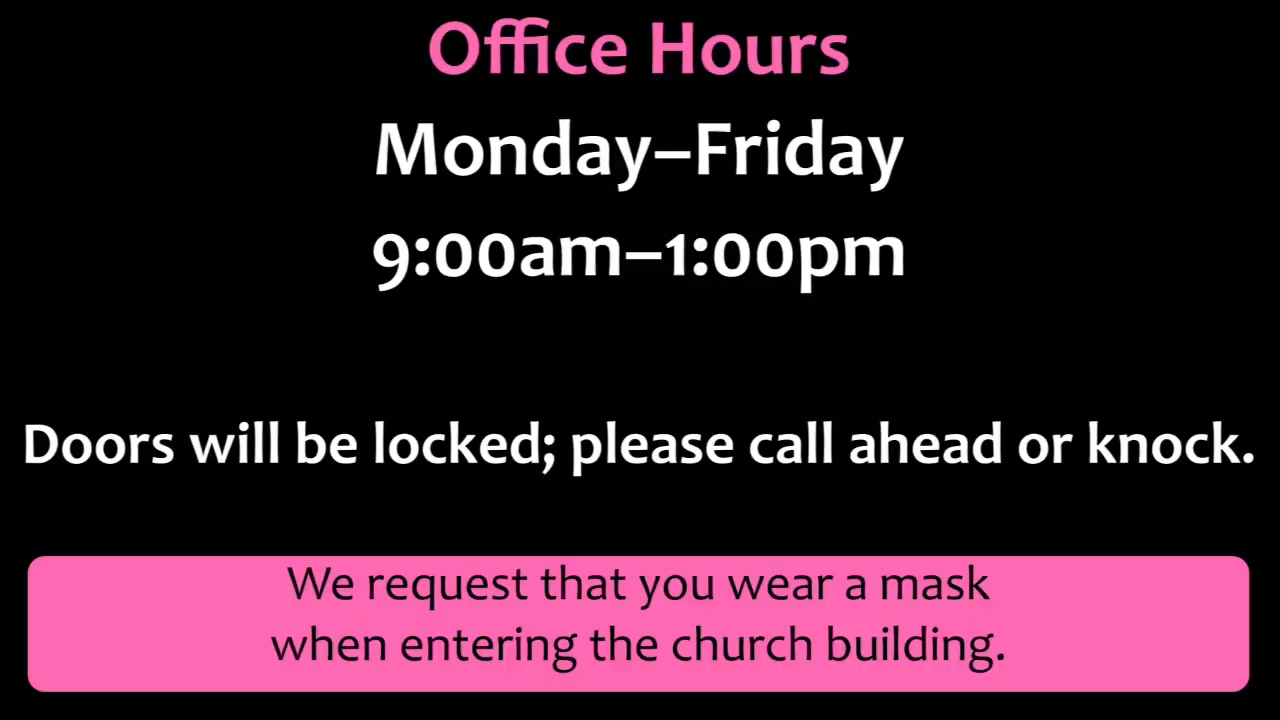 Office Hours
Monday–Friday
9:00am–1:00pm
Doors will be locked; please call ahead or knock.
We request that you wear a mask
when entering the church building.